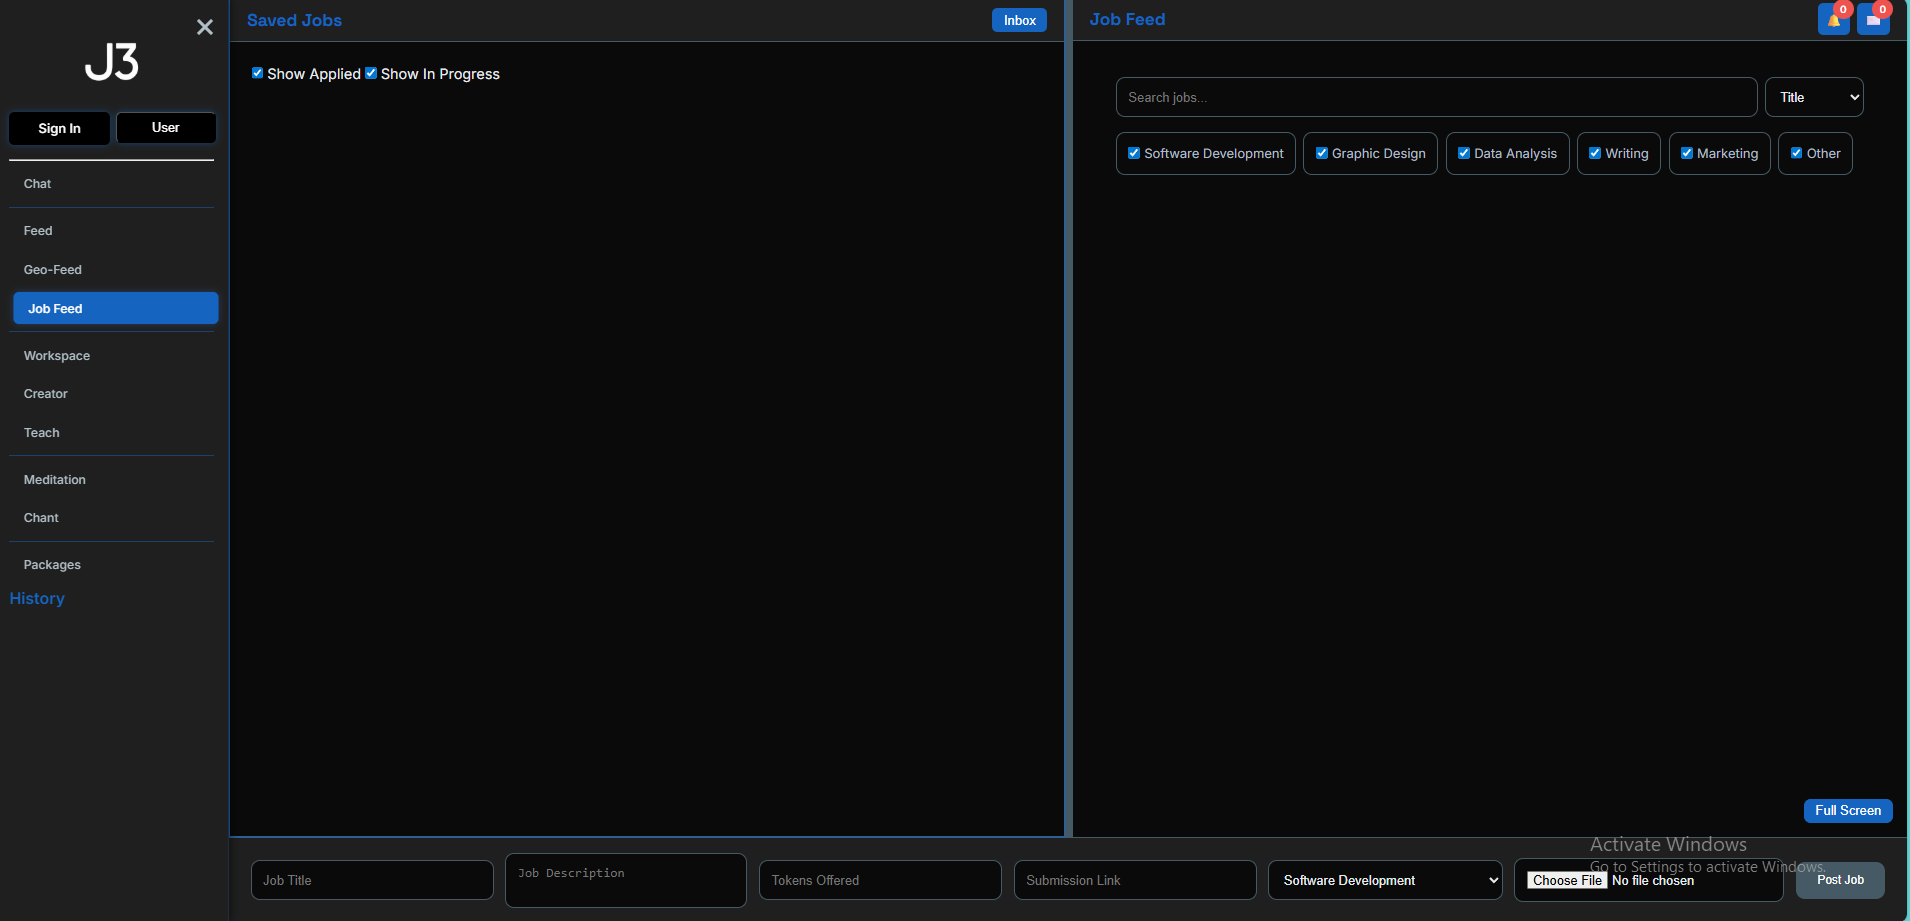 J3
Sign In
User
Chat
Feed
Geo-Feed
Job Feed
Workspace
Creator
Teach
Meditation
Chant
Packages
History
Saved Jobs
Inbox
Show Applied Show In Progress
Job Feed
0
0
Search jobs...
Title
Software Development
Graphic Design
Data Analysis
Writing
Marketing
Other
Full Screen
Job Title
Job Description
Tokens Offered
Submission Link
Software Development
Choose File No file chosen
Post Job
Activate Windows
Go to Settings to activate Windows.